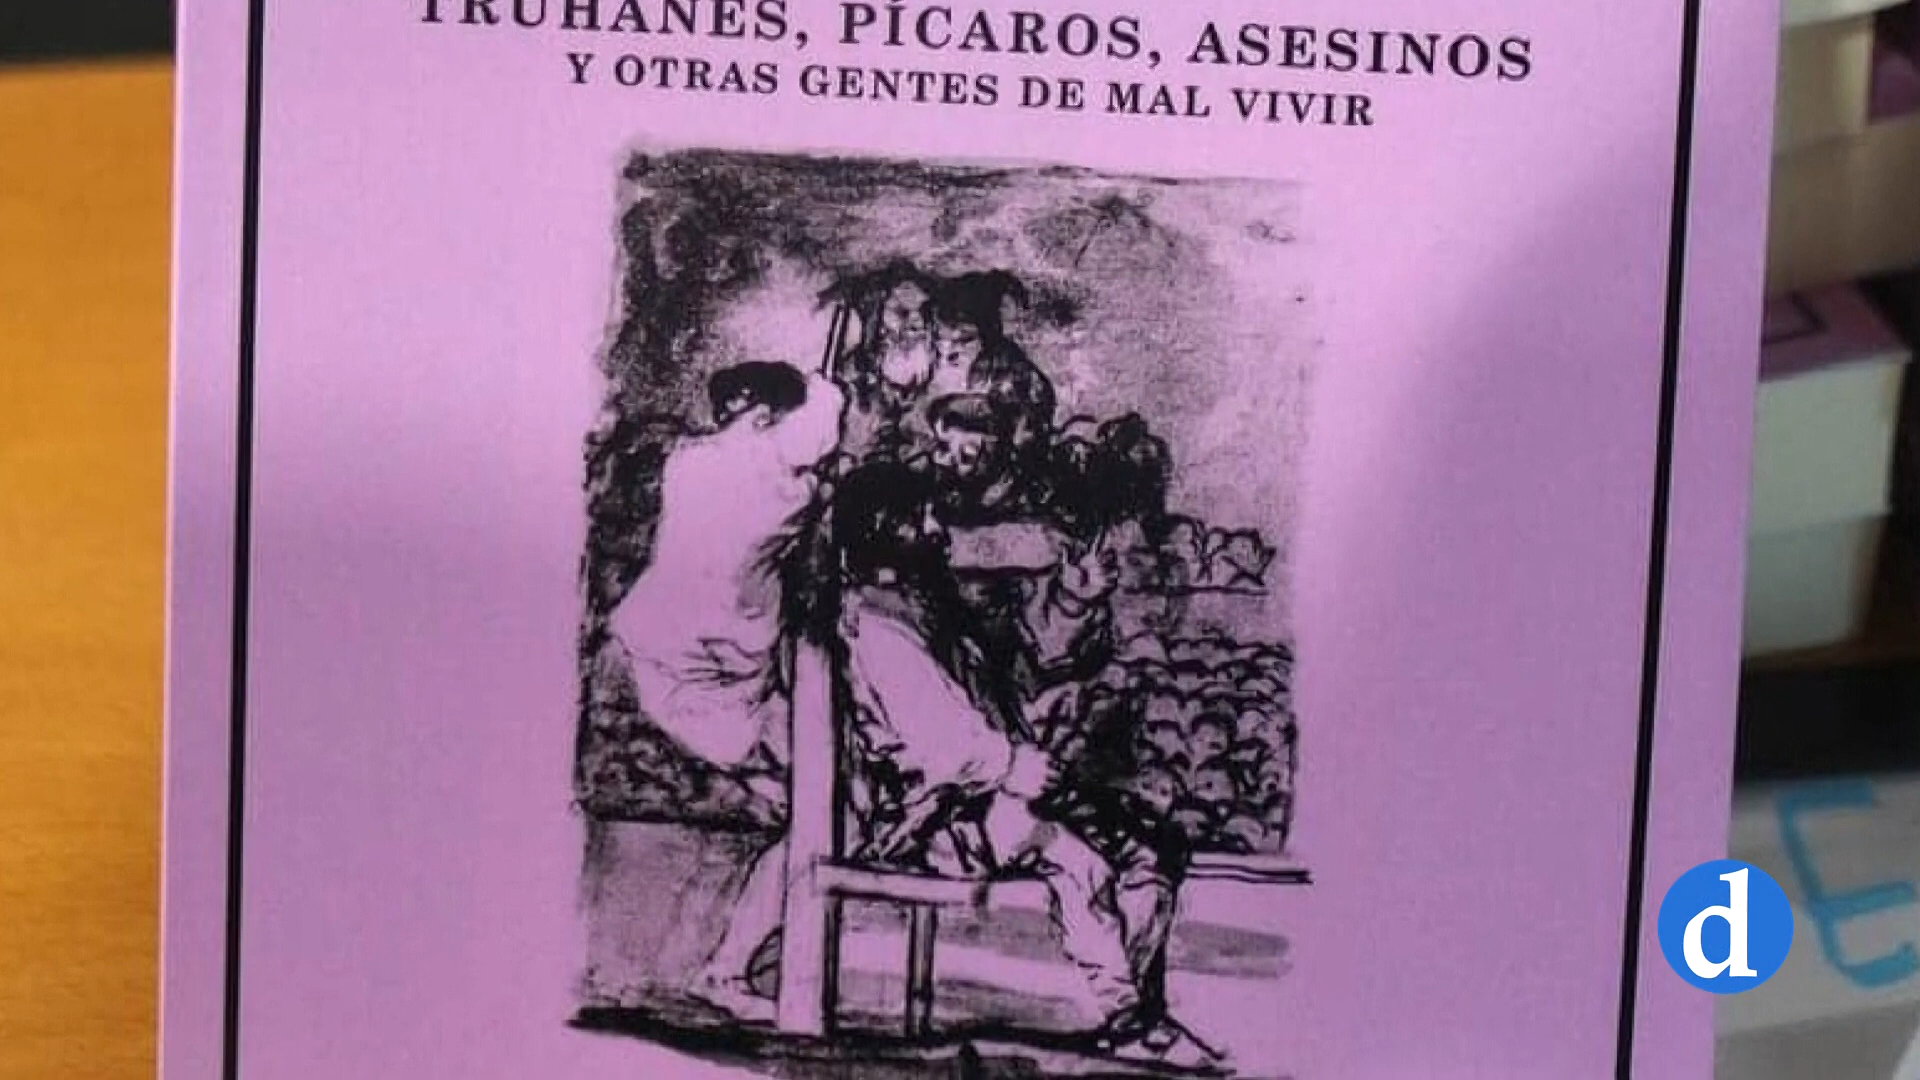 TRUHANES, PÍCAROS, ASESINOS
Y OTRAS GENTES DE MAL VIVIR
d
E